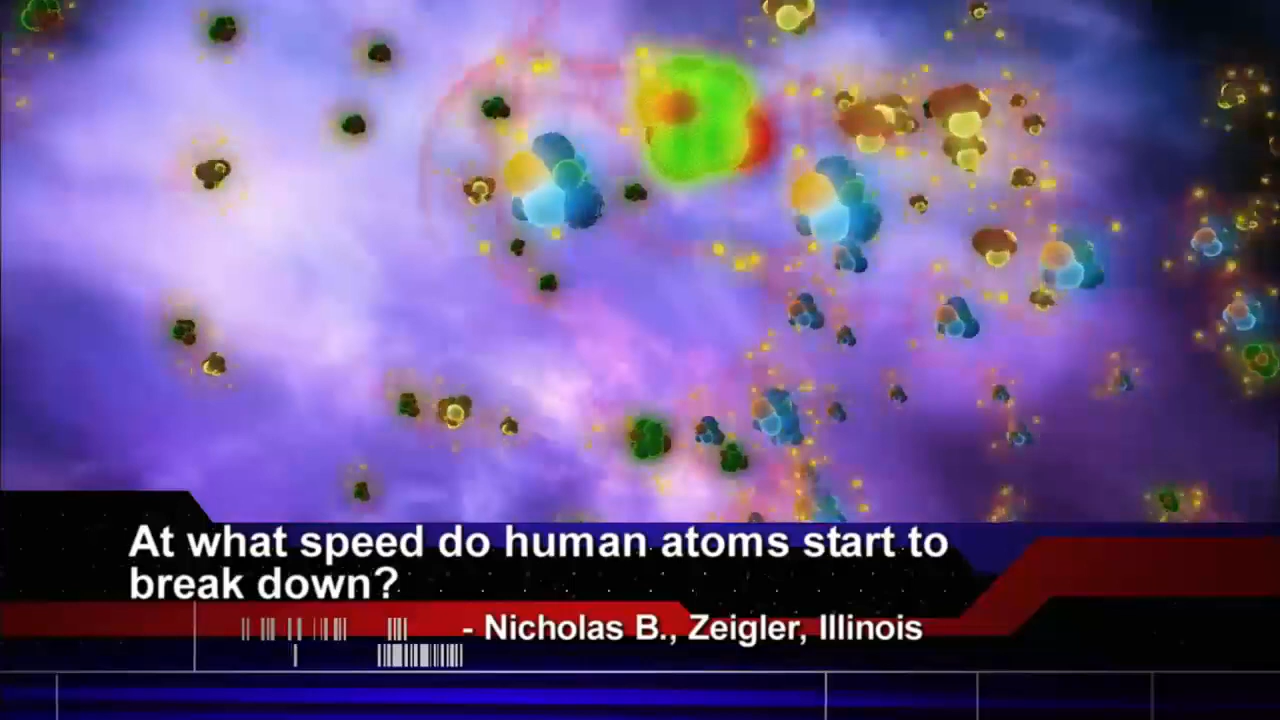 At what speed do human atoms start to
break down?
- Nicholas B., Zeigler, Illinois